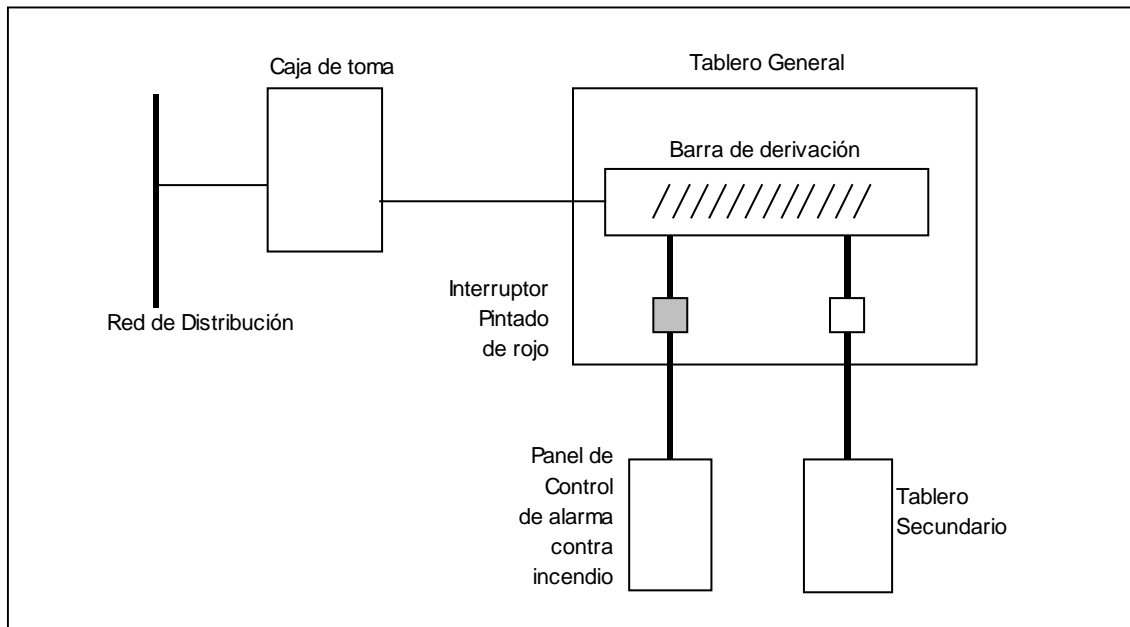 Caja de toma
Tablero General
Barra de derivación
Interruptor
Pintado
de rojo
Red de Distribución
Panel de
Control
de alarma
contra
incendio
Tablero
Secundario